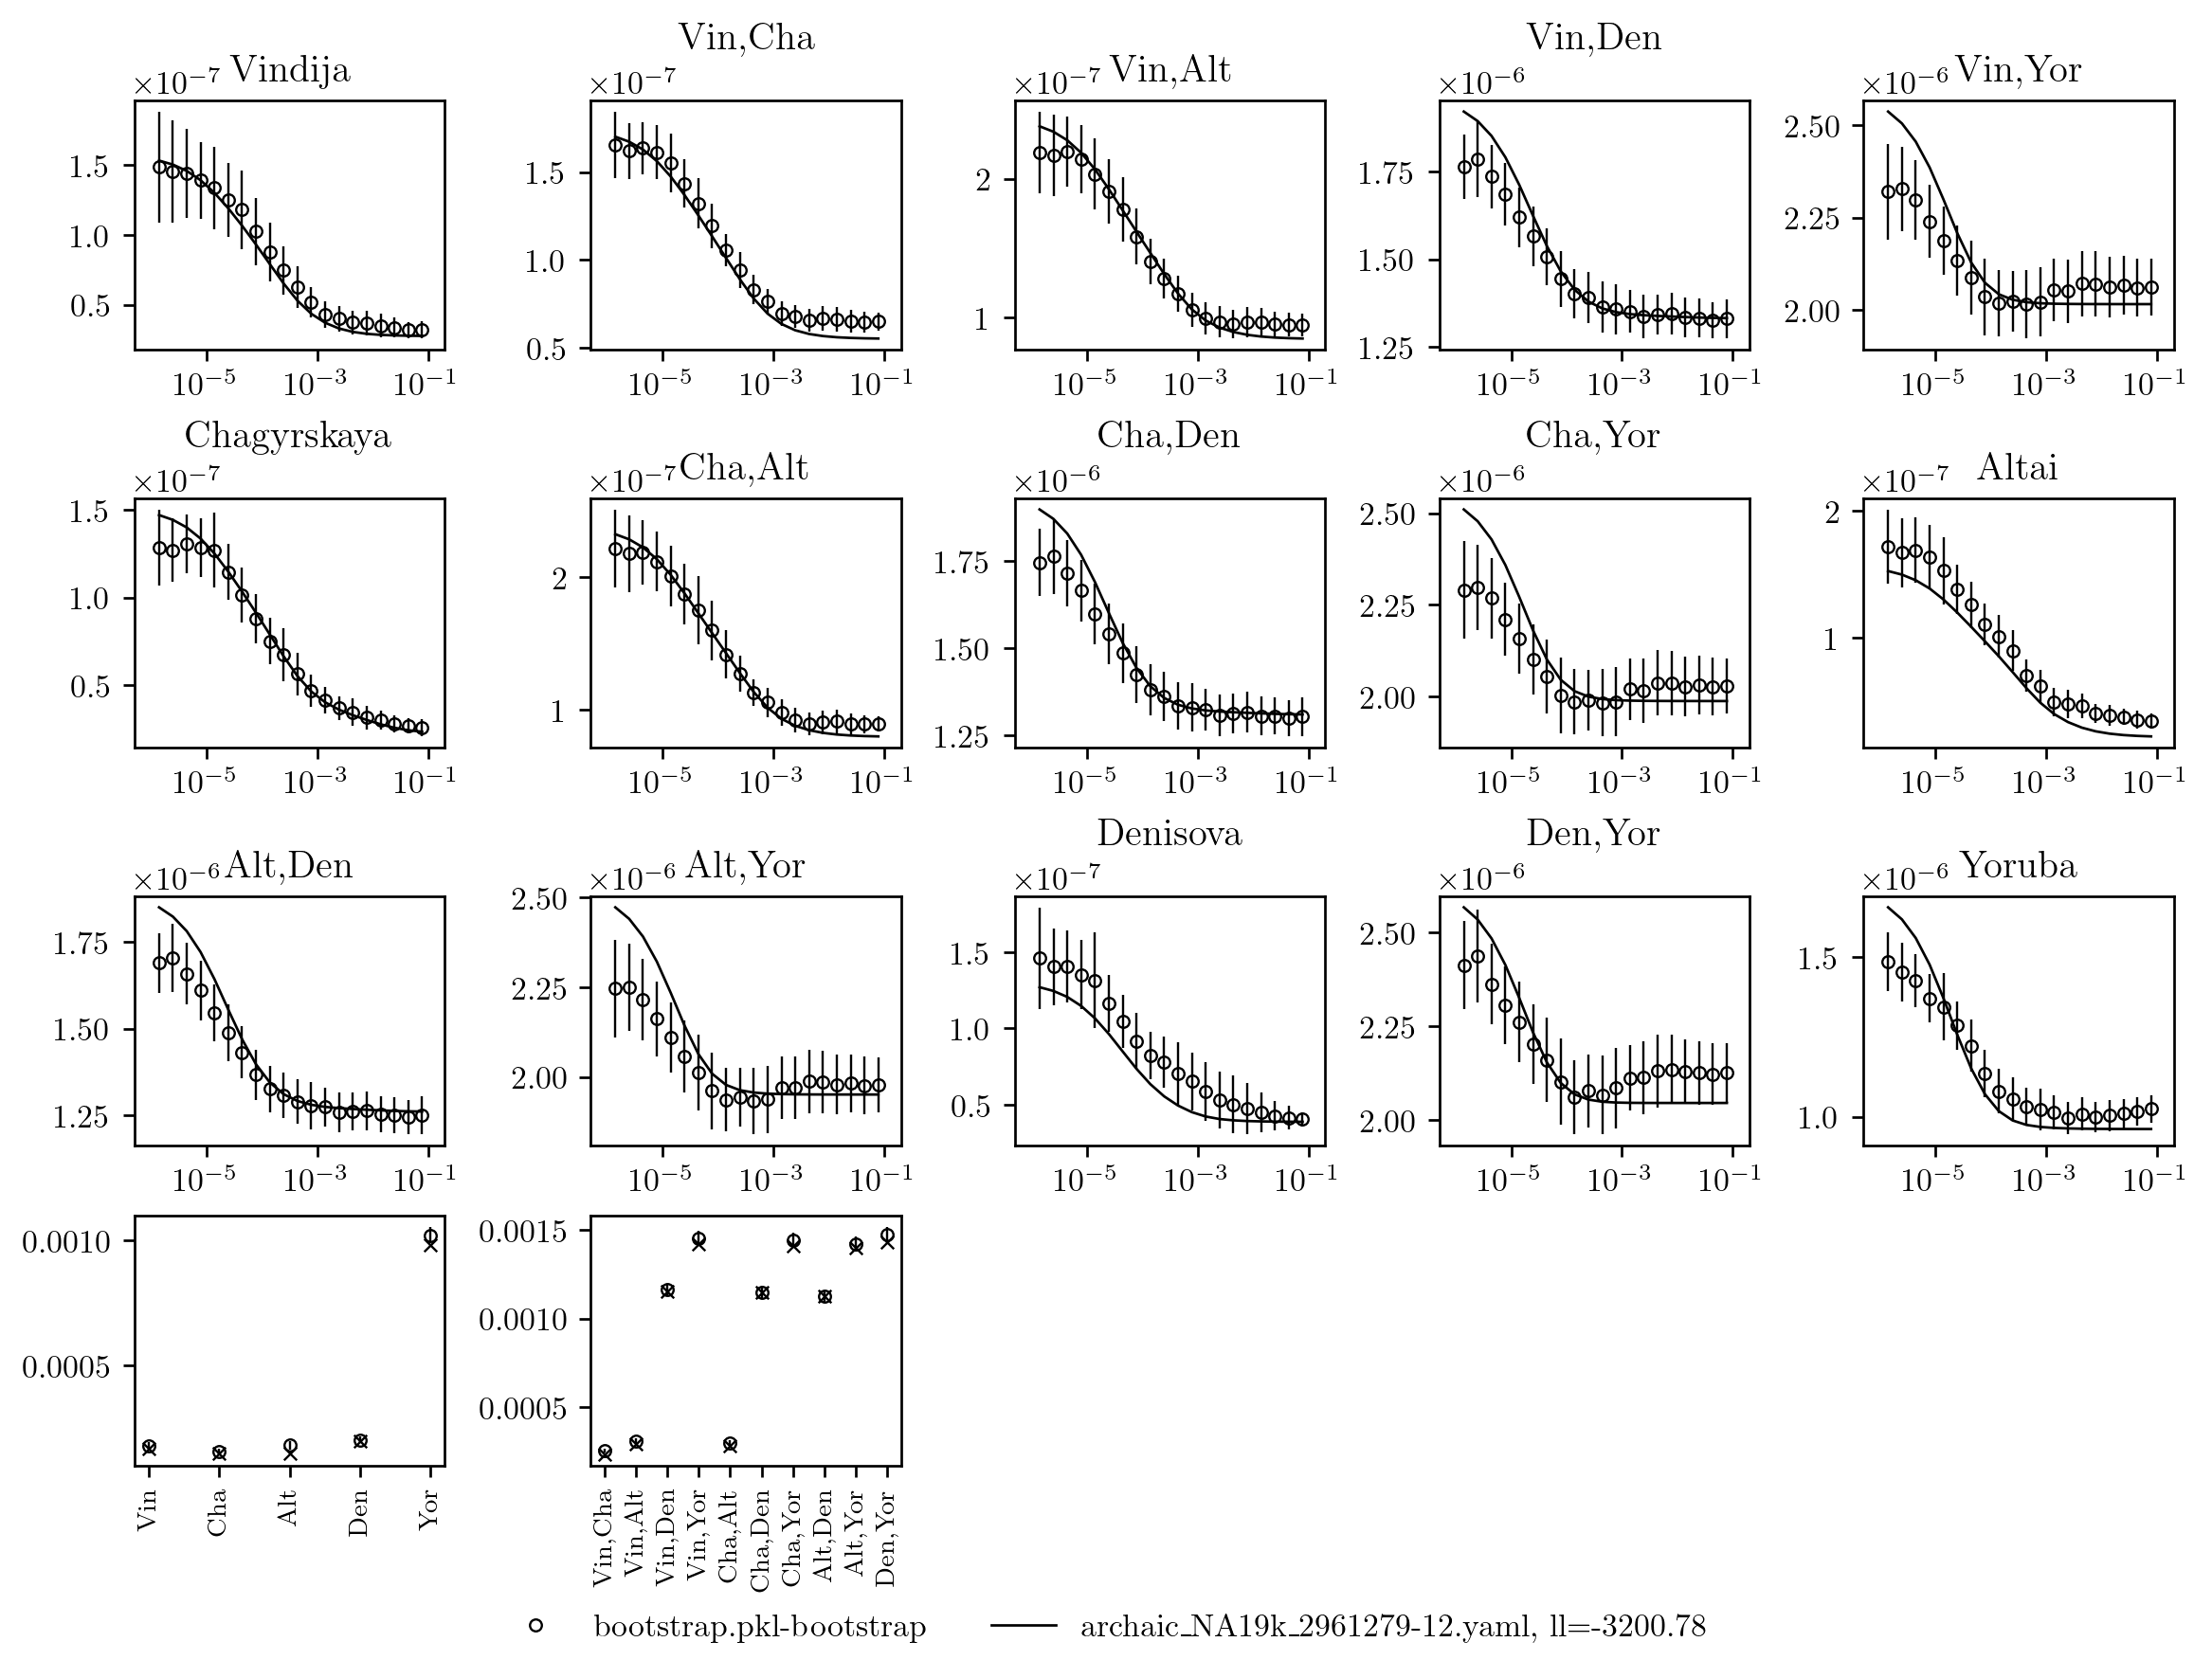 Vindija
Vin,Cha
Vin,Alt
Vin,Den
Vin,Yor
×10⁻⁷
×10⁻⁷
×10⁻⁷
×10⁻⁶
×10⁻⁶
1.5
1.0
0.5
1.5
1.0
0.5
2
1
1.75
1.50
1.25
2.50
2.25
2.00
10⁻⁵ 10⁻³ 10⁻¹
10⁻⁵ 10⁻³ 10⁻¹
10⁻⁵ 10⁻³ 10⁻¹
10⁻⁵ 10⁻³ 10⁻¹
10⁻⁵ 10⁻³ 10⁻¹
Chagyrskaya
Cha,Alt
Cha,Den
Cha,Yor
Altai
×10⁻⁷
×10⁻⁷
×10⁻⁶
×10⁻⁶
×10⁻⁷
1.5
1.0
0.5
2
1
1.75
1.50
1.25
2.50
2.25
2.00
2
1
10⁻⁵ 10⁻³ 10⁻¹
10⁻⁵ 10⁻³ 10⁻¹
10⁻⁵ 10⁻³ 10⁻¹
10⁻⁵ 10⁻³ 10⁻¹
10⁻⁵ 10⁻³ 10⁻¹
Alt,Den
Alt,Yor
Denisova
Den,Yor
Yoruba
×10⁻⁶
×10⁻⁶
×10⁻⁷
×10⁻⁶
×10⁻⁶
1.75
1.50
1.25
2.50
2.25
2.00
1.5
1.0
0.5
2.50
2.25
2.00
1.5
1.0
10⁻⁵ 10⁻³ 10⁻¹
10⁻⁵ 10⁻³ 10⁻¹
10⁻⁵ 10⁻³ 10⁻¹
10⁻⁵ 10⁻³ 10⁻¹
10⁻⁵ 10⁻³ 10⁻¹
0.0010
0.0005
Vin
Cha
Alt
Den
Yor
0.0015
0.0010
0.0005
Vin,Cha
Vin,Alt
Vin,Den
Vin,Yor
Cha,Alt
Cha,Den
Cha,Yor
Alt,Den
Alt,Yor
Den,Yor
bootstrap.pkl-bootstrap
archaic_NA19k_2961279-12.yaml, ll=-3200.78